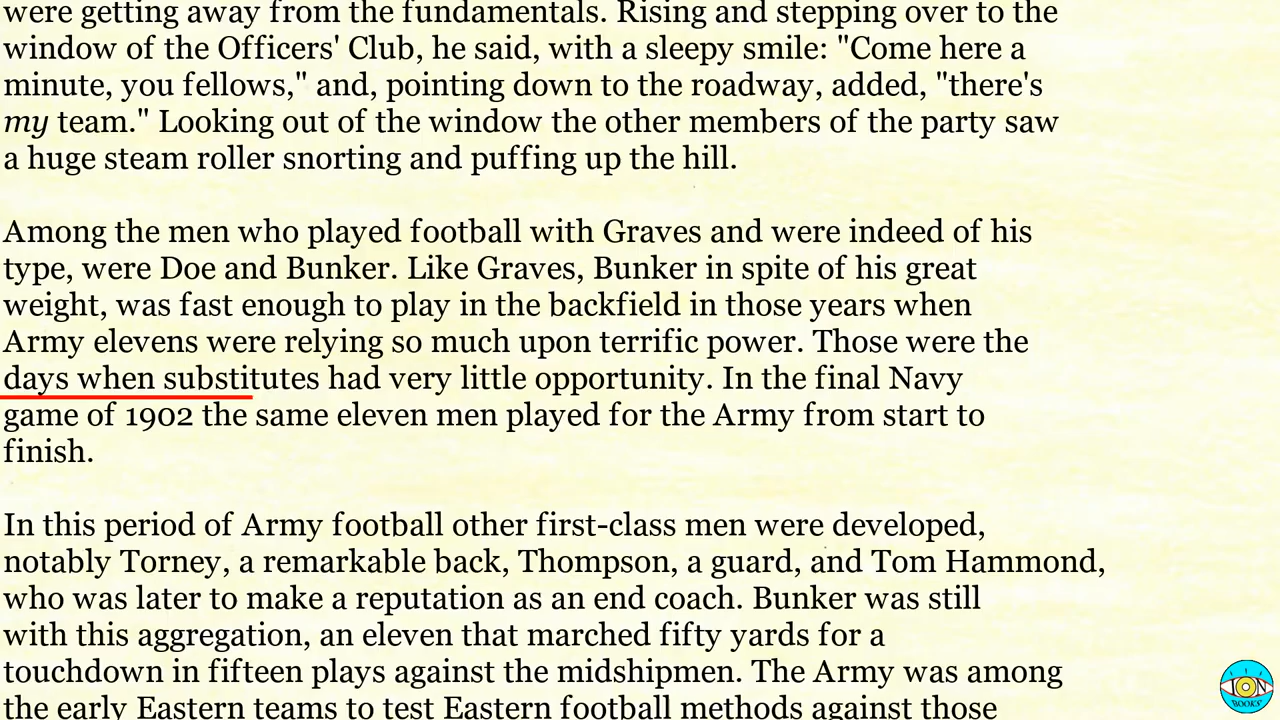 were getting away from the fundamentals. Rising and stepping over to the
window of the Officers' Club, he said, with a sleepy smile: "Come here a
minute, you fellows," and, pointing down to the roadway, added, "there's
my team." Looking out of the window the other members of the party saw
a huge steam roller snorting and puffing up the hill.
Among the men who played football with Graves and were indeed of his
type, were Doe and Bunker. Like Graves, Bunker in spite of his great
weight, was fast enough to play in the backfield in those years when
Army elevens were relying so much upon terrific power. Those were the
days when substitutes had very little opportunity. In the final Navy
game of 1902 the same eleven men played for the Army from start to
finish.
In this period of Army football other first-class men were developed,
notably Torney, a remarkable back, Thompson, a guard, and Tom Hammond,
who was later to make a reputation as an end coach. Bunker was still
with this aggregation, an eleven that marched fifty yards for a
touchdown in fifteen plays against the midshipmen. The Army was among
the early Eastern teams to test Eastern football methods against those
ION
BOOKS